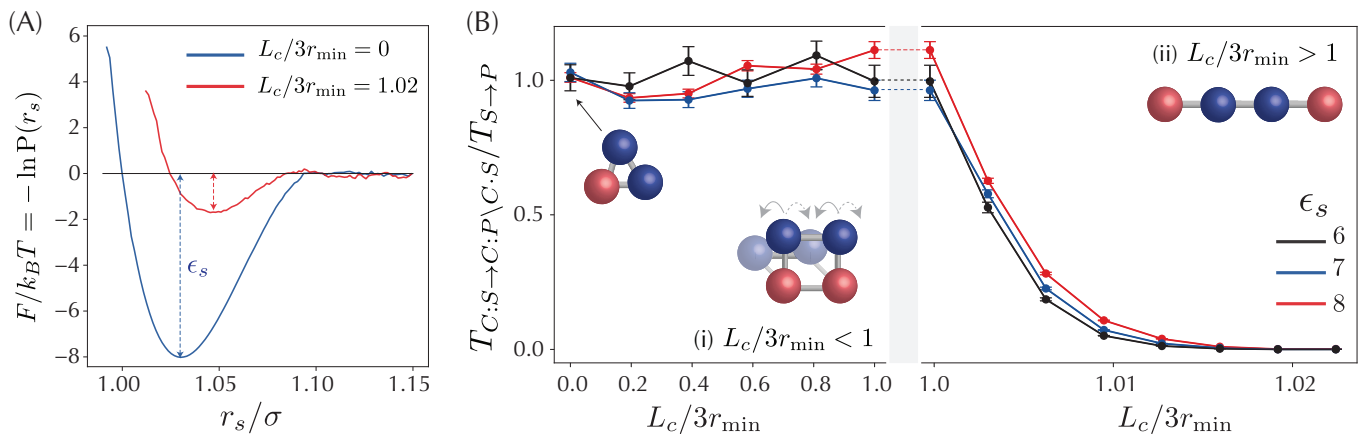 (A)
L_c/3r_min = 0
L_c/3r_min = 1.02
F/k_BT = −ln P(r_s)
6
4
2
0
−2
−4
−6
−8
ϵ_s
1.00
1.05
1.10
1.15
r_s/σ
(B)
T_{C:S→C:P\C·S}/T_{S→P}
1.0
0.5
0.0
(i) L_c/3r_min < 1
0.0
0.2
0.4
0.6
0.8
1.0
L_c/3r_min
(ii) L_c/3r_min > 1
ϵ_s
6
7
8
1.0
1.01
1.02
L_c/3r_min